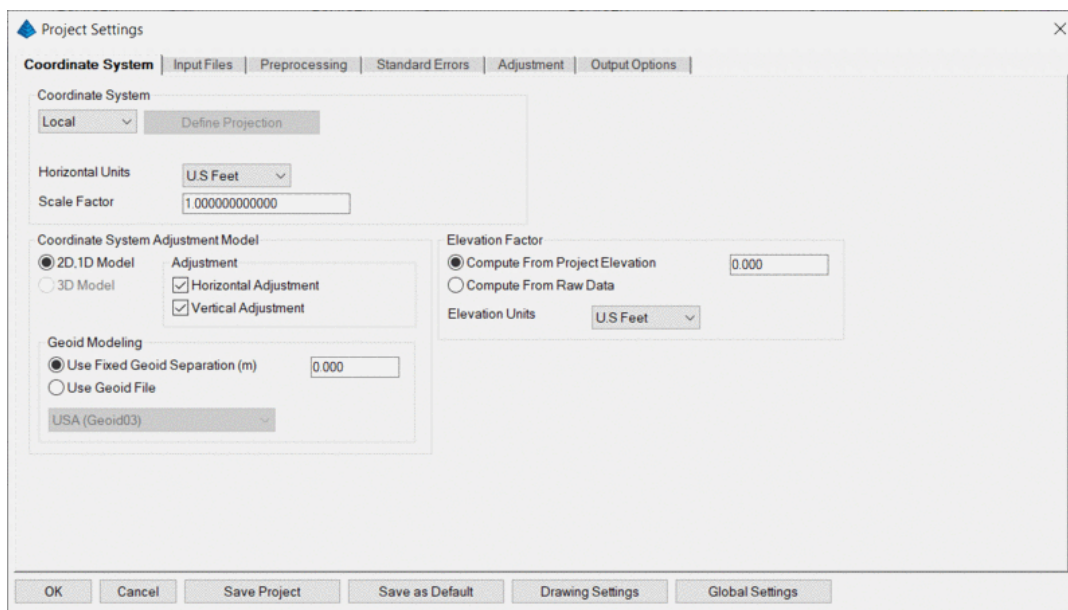 Project Settings
Coordinate System Input Files Preprocessing Standard Errors Adjustment Output Options
Coordinate System
Local Define Projection
Horizontal Units U.S Feet
Scale Factor 1.000000000000
Coordinate System Adjustment Model
2D,1D Model
3D Model
Adjustment
Horizontal Adjustment
Vertical Adjustment
Geoid Modeling
Use Fixed Geoid Separation (m) 0.000
Use Geoid File
USA (Geoid03)
Elevation Factor
Compute From Project Elevation 0.000
Compute From Raw Data
Elevation Units U.S Feet
OK Cancel Save Project Save as Default Drawing Settings Global Settings